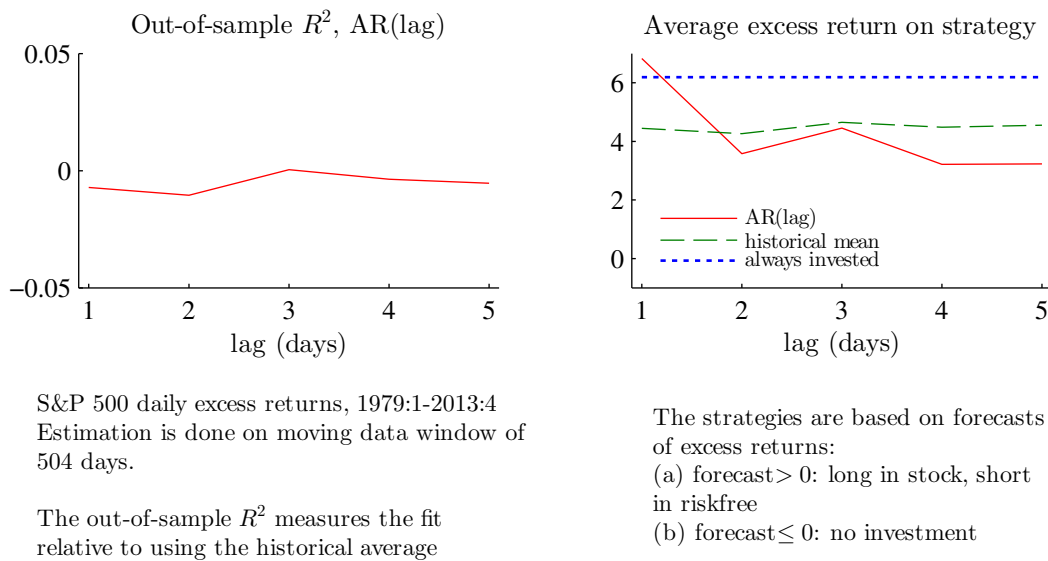 Out-of-sample R², AR(lag)
0.05
0
−0.05
1 2 3 4 5
lag (days)
S&P 500 daily excess returns, 1979:1-2013:4
Estimation is done on moving data window of
504 days.
The out-of-sample R² measures the fit
relative to using the historical average
Average excess return on strategy
6
4
2
0
AR(lag)
historical mean
always invested
1 2 3 4 5
lag (days)
The strategies are based on forecasts
of excess returns:
(a) forecast> 0: long in stock, short
in riskfree
(b) forecast≤ 0: no investment